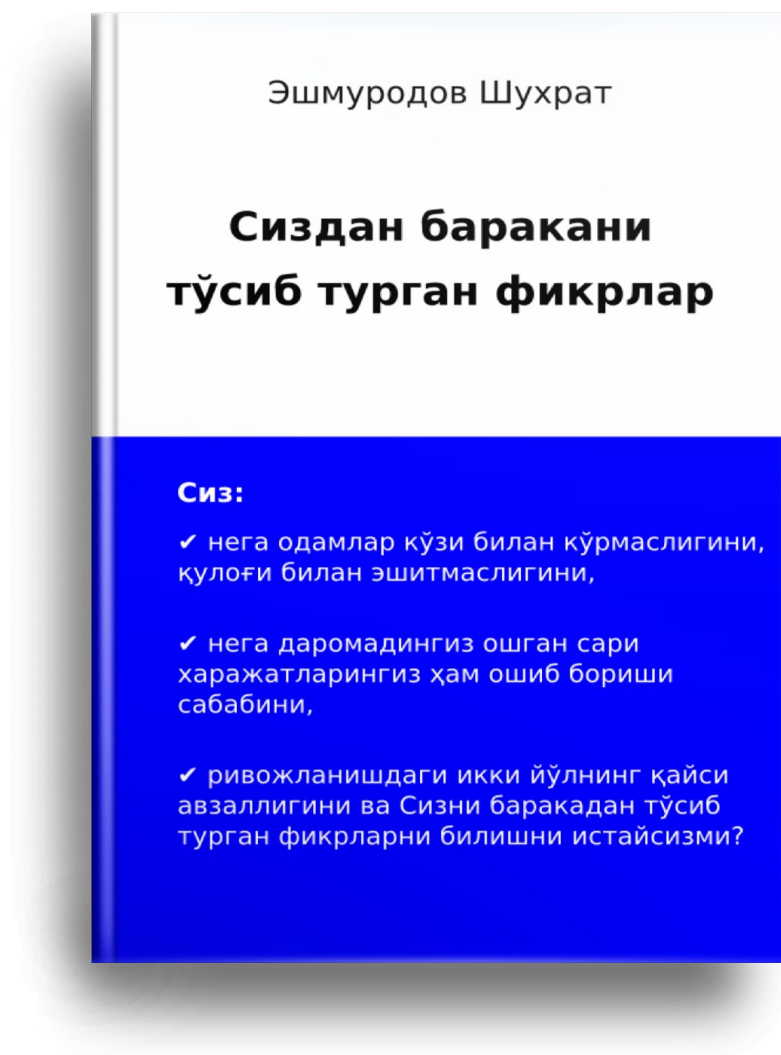 Эшмуродов Шухрат
Сиздан баракани
тўсиб турган фикрлар
Сиз:
✔ нега одамлар кўзи билан кўрмаслигини,
қулоғи билан эшитмаслигини,
✔ нега даромадингиз ошган сари
харажатларингиз ҳам ошиб бориши
сабабини,
✔ ривожланишдаги икки йўлнинг қайси
авзаллигини ва Сизни баракадан тўсиб
турган фикрларни билишни истайсизми?